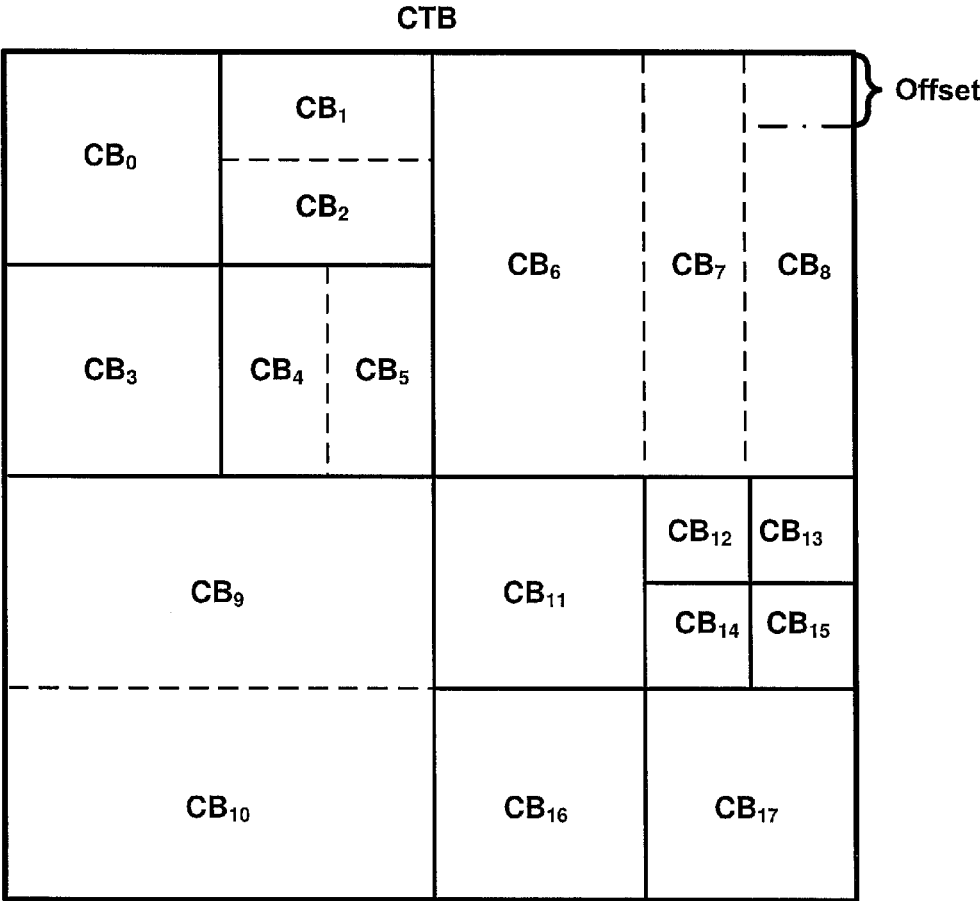 CTB
Offset
CB₁
CB₀
CB₂
CB₆
CB₇
CB₈
CB₃
CB₄
CB₅
CB₁₂
CB₁₃
CB₉
CB₁₁
CB₁₄
CB₁₅
CB₁₀
CB₁₆
CB₁₇